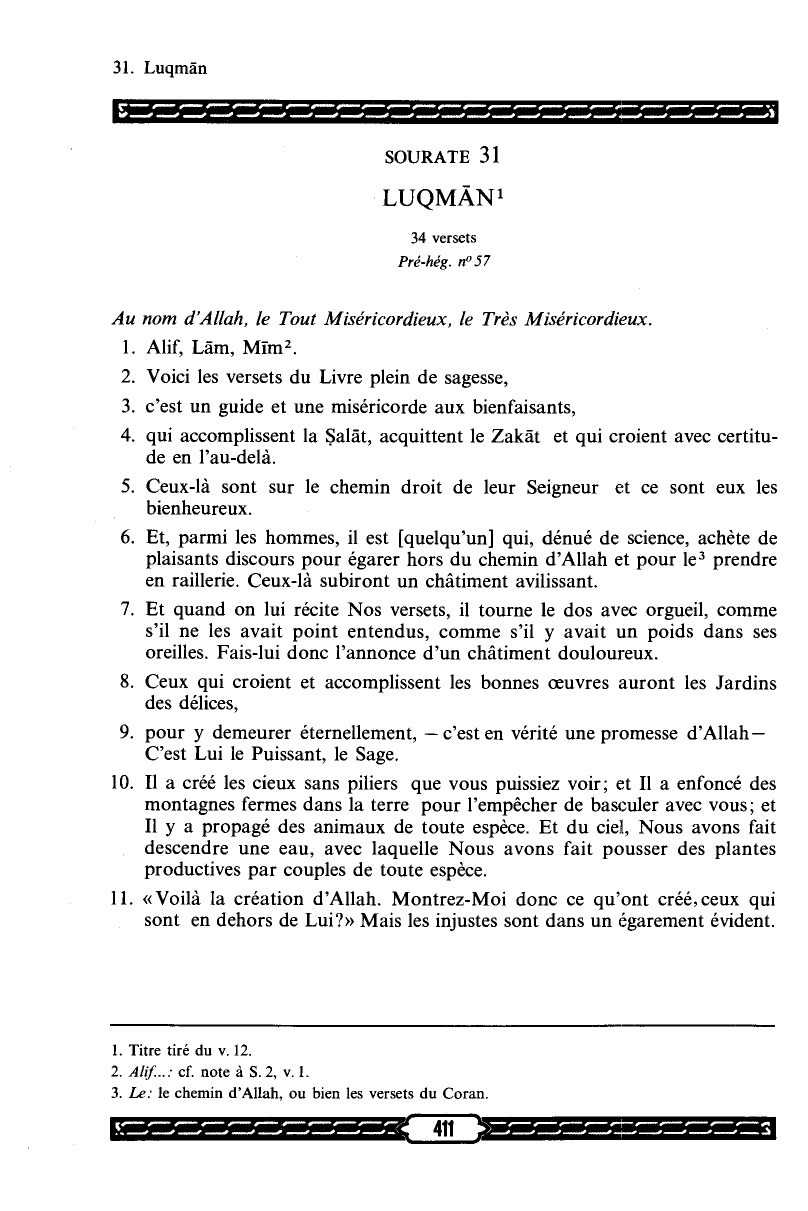 31. Luqmān
SOURATE 31
LUQMĀN¹
34 versets
Pré-hég. nº 57
Au nom d'Allah, le Tout Miséricordieux, le Très Miséricordieux.
1. Alif, Lām, Mīm².
2. Voici les versets du Livre plein de sagesse,
3. c'est un guide et une miséricorde aux bienfaisants,
4. qui accomplissent la Ṣalāt, acquittent le Zakāt et qui croient avec certitu-
de en l'au-delà.
5. Ceux-là sont sur le chemin droit de leur Seigneur et ce sont eux les
bienheureux.
6. Et, parmi les hommes, il est [quelqu'un] qui, dénué de science, achète de
plaisants discours pour égarer hors du chemin d'Allah et pour le³ prendre
en raillerie. Ceux-là subiront un châtiment avilissant.
7. Et quand on lui récite Nos versets, il tourne le dos avec orgueil, comme
s'il ne les avait point entendus, comme s'il y avait un poids dans ses
oreilles. Fais-lui donc l'annonce d'un châtiment douloureux.
8. Ceux qui croient et accomplissent les bonnes œuvres auront les Jardins
des délices,
9. pour y demeurer éternellement, — c'est en vérité une promesse d'Allah—
C'est Lui le Puissant, le Sage.
10. Il a créé les cieux sans piliers que vous puissiez voir; et Il a enfoncé des
montagnes fermes dans la terre pour l'empêcher de basculer avec vous; et
Il y a propagé des animaux de toute espèce. Et du ciel, Nous avons fait
descendre une eau, avec laquelle Nous avons fait pousser des plantes
productives par couples de toute espèce.
11. «Voilà la création d'Allah. Montrez-Moi donc ce qu'ont créé, ceux qui
sont en dehors de Lui?» Mais les injustes sont dans un égarement évident.
1. Titre tiré du v. 12.
2. Alif...: cf. note à S. 2, v. 1.
3. Le: le chemin d'Allah, ou bien les versets du Coran.
411